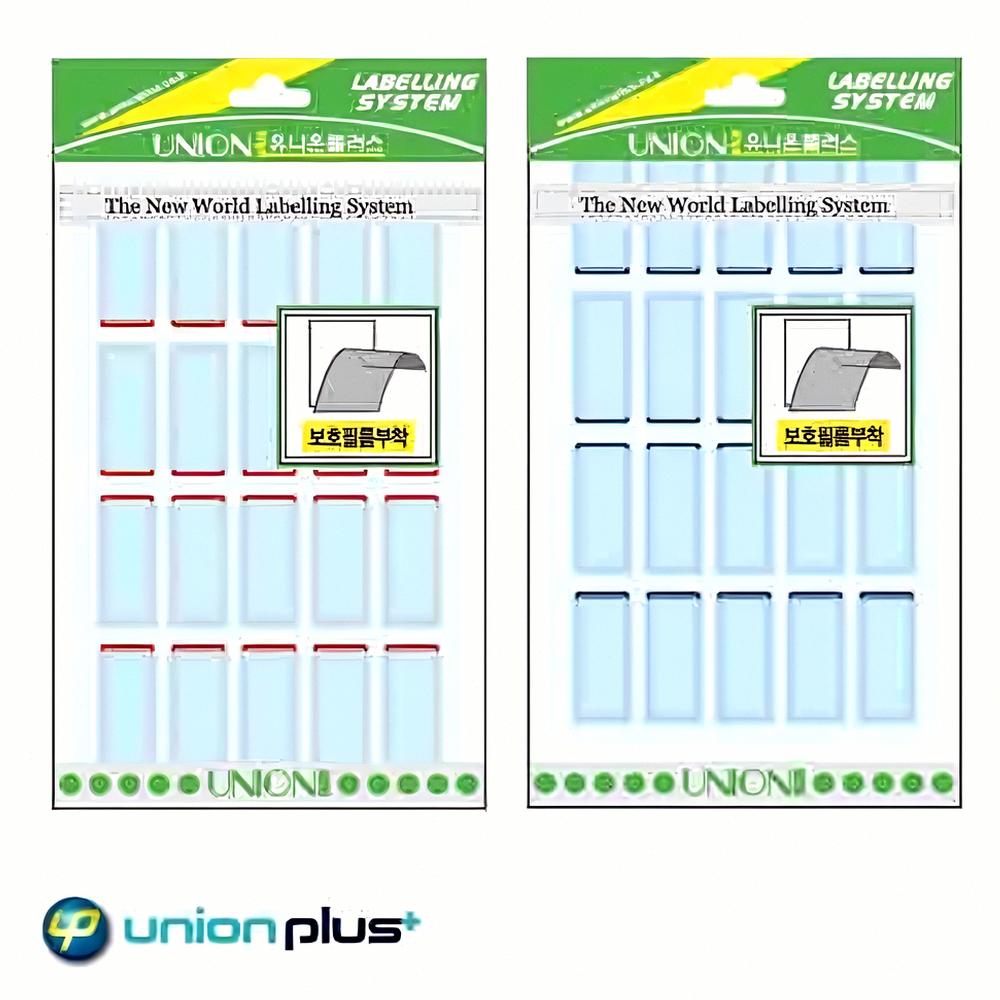 LABELLING
SYSTEM
UNION 유니온플러스
The New World Labelling System
보호필름부착
UNION
LABELLING
SYSTEM
UNION 유니온플러스
The New World Labelling System
보호필름부착
UNION
up union plus+